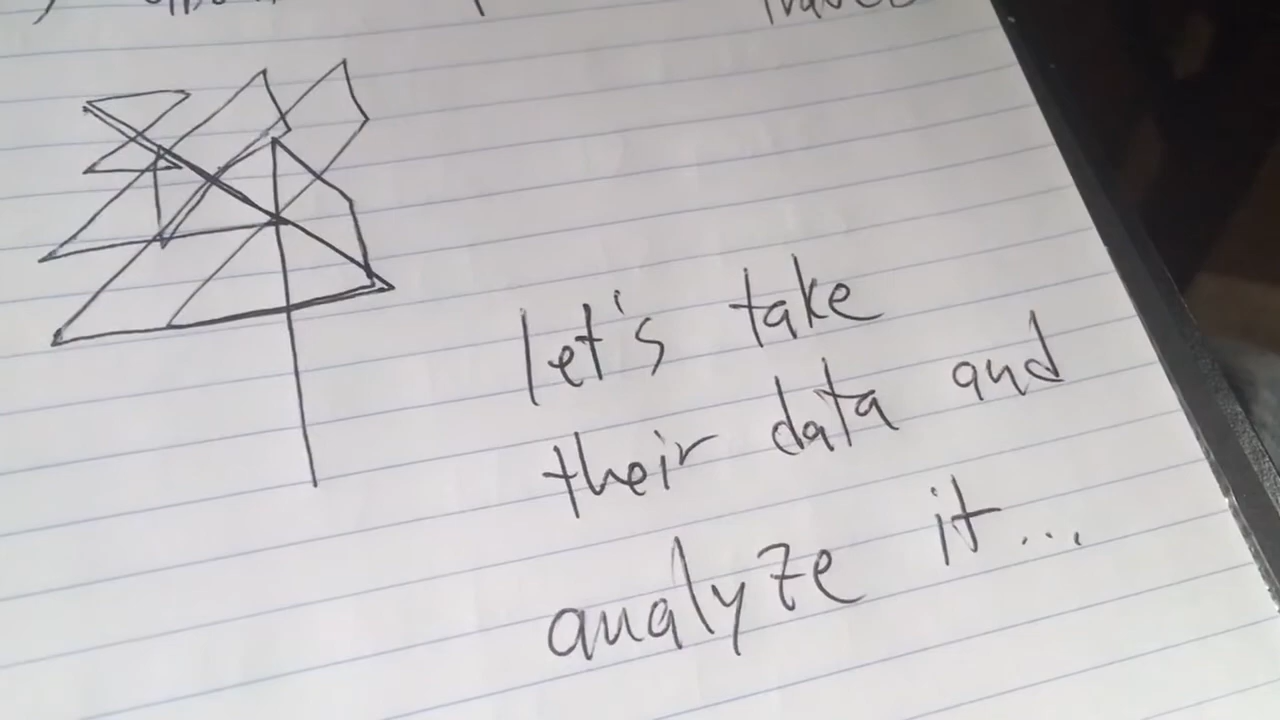 let's take
their data and
analyze it...